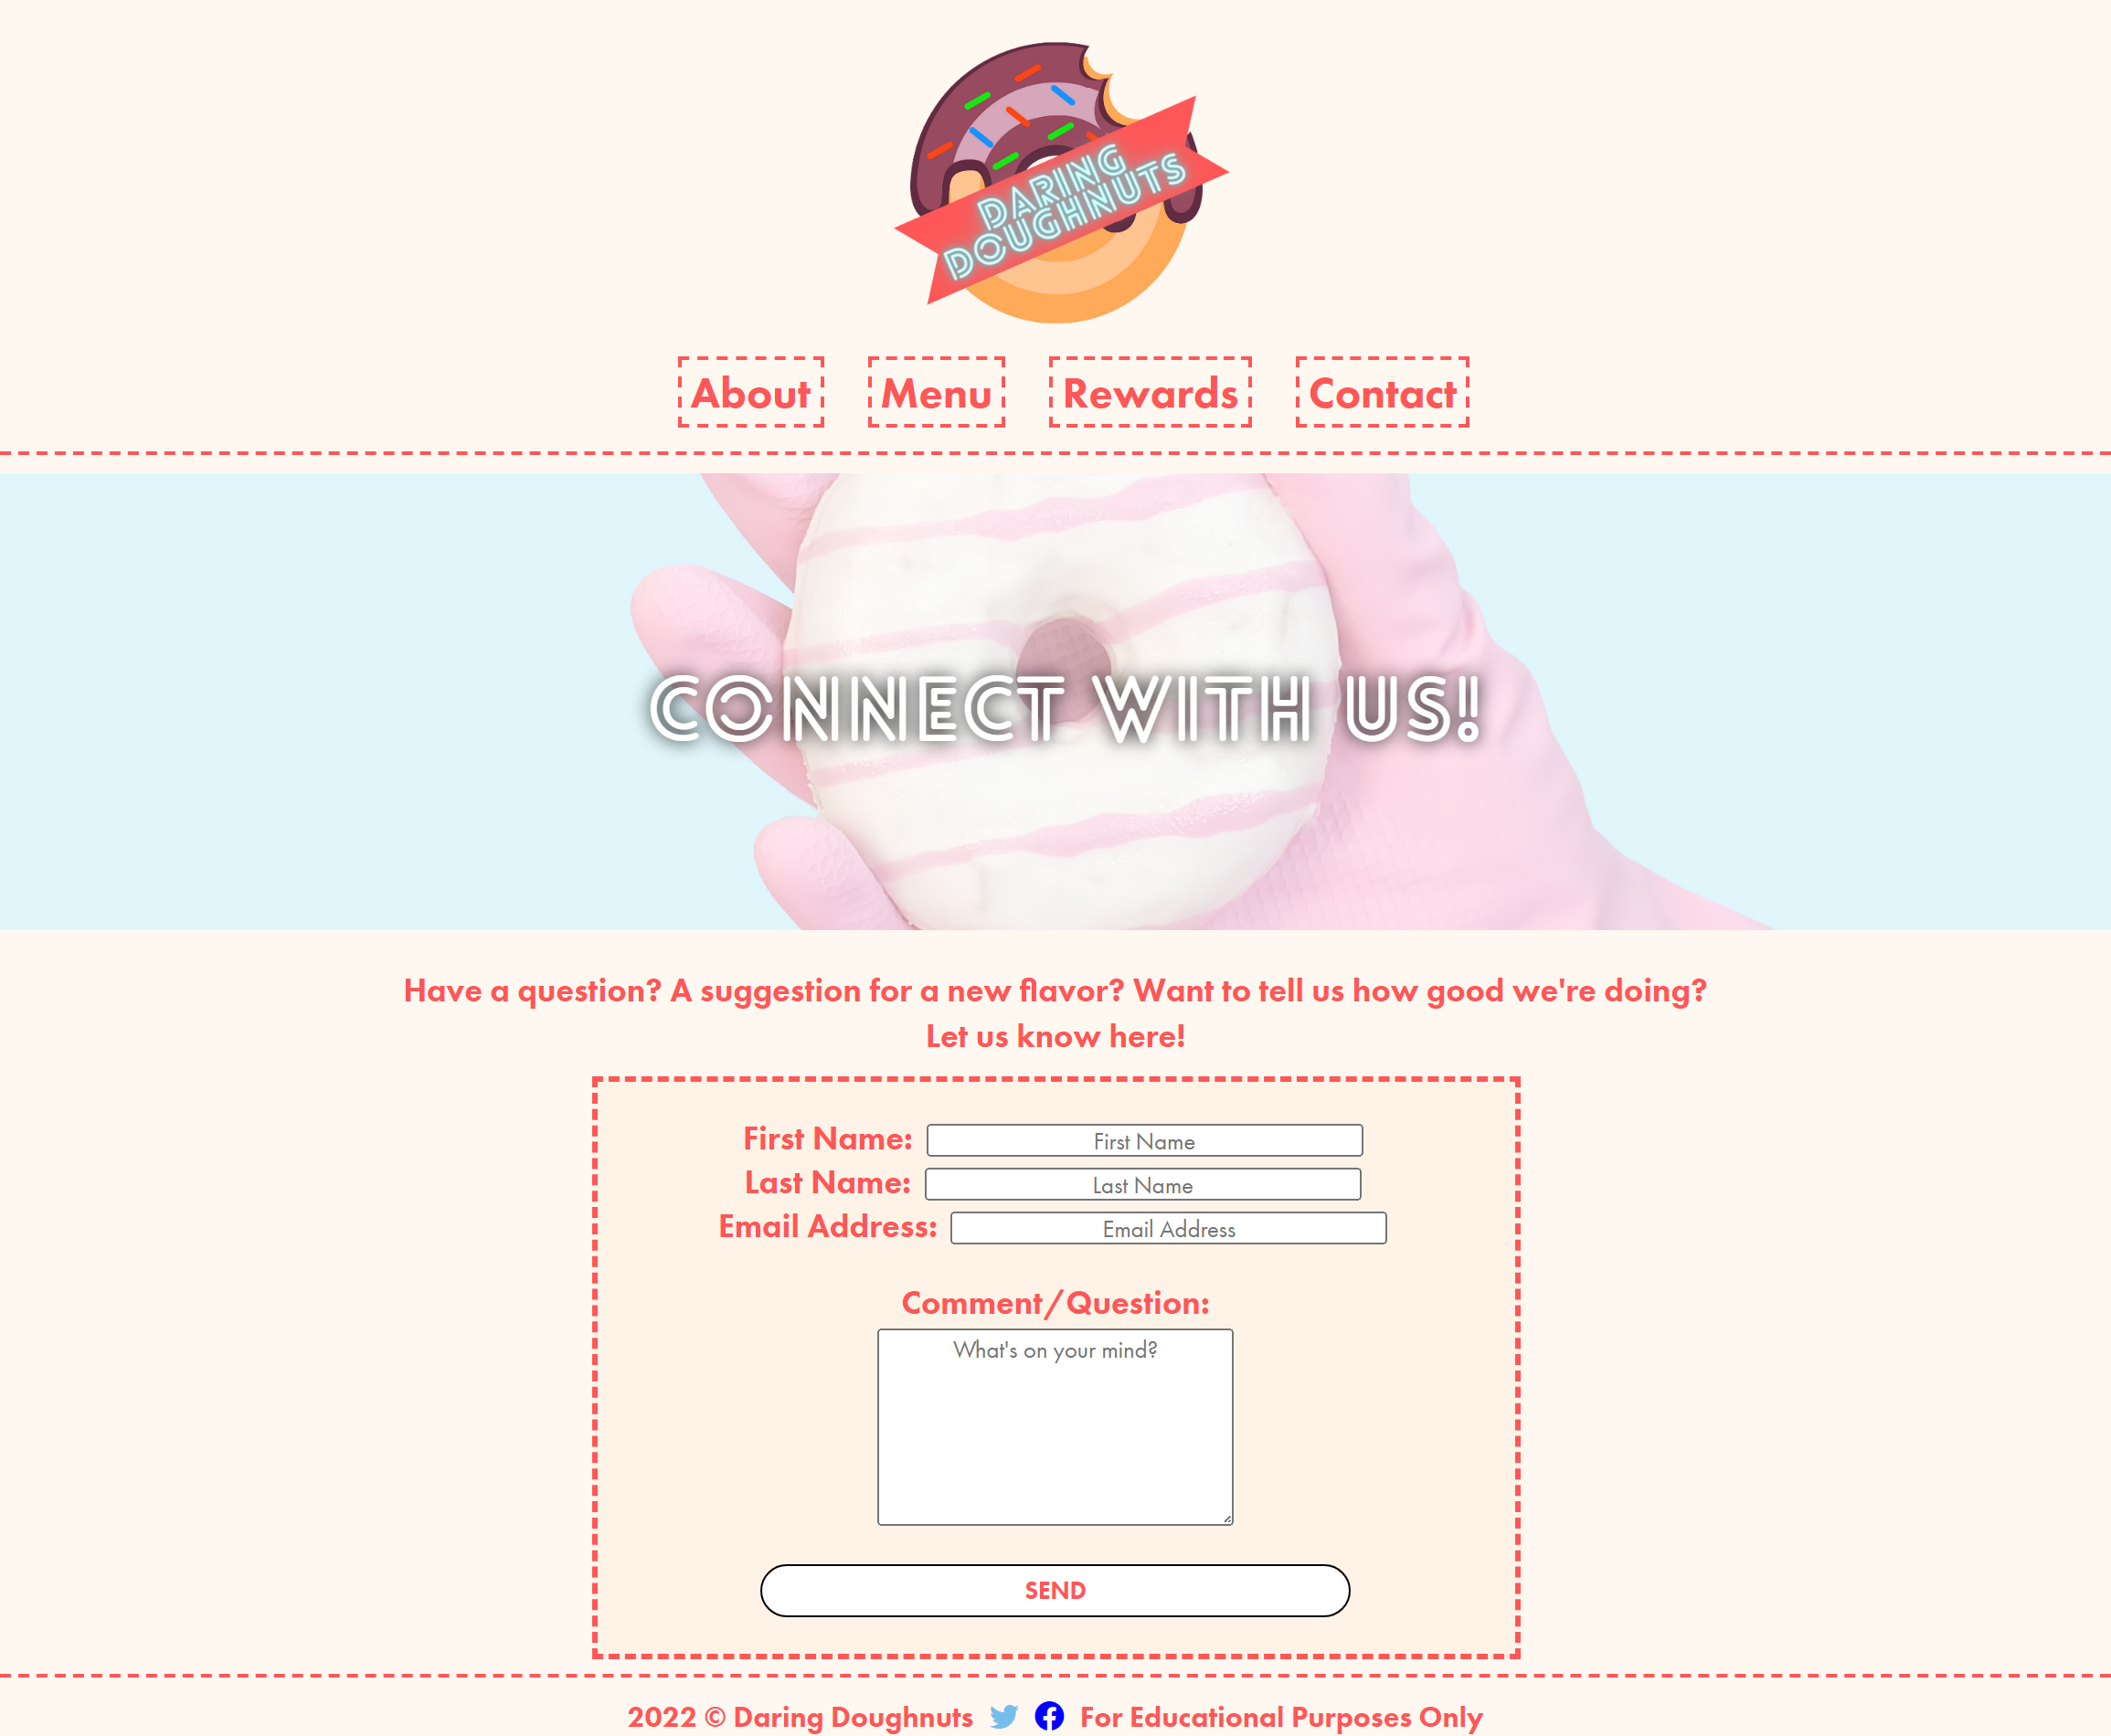 DARING
DOUGHNUTS
About Menu Rewards Contact
CONNECT WITH US!
Have a question? A suggestion for a new flavor? Want to tell us how good we're doing?
Let us know here!
First Name: First Name
Last Name: Last Name
Email Address: Email Address
Comment/Question:
What's on your mind?
SEND
2022 © Daring Doughnuts For Educational Purposes Only